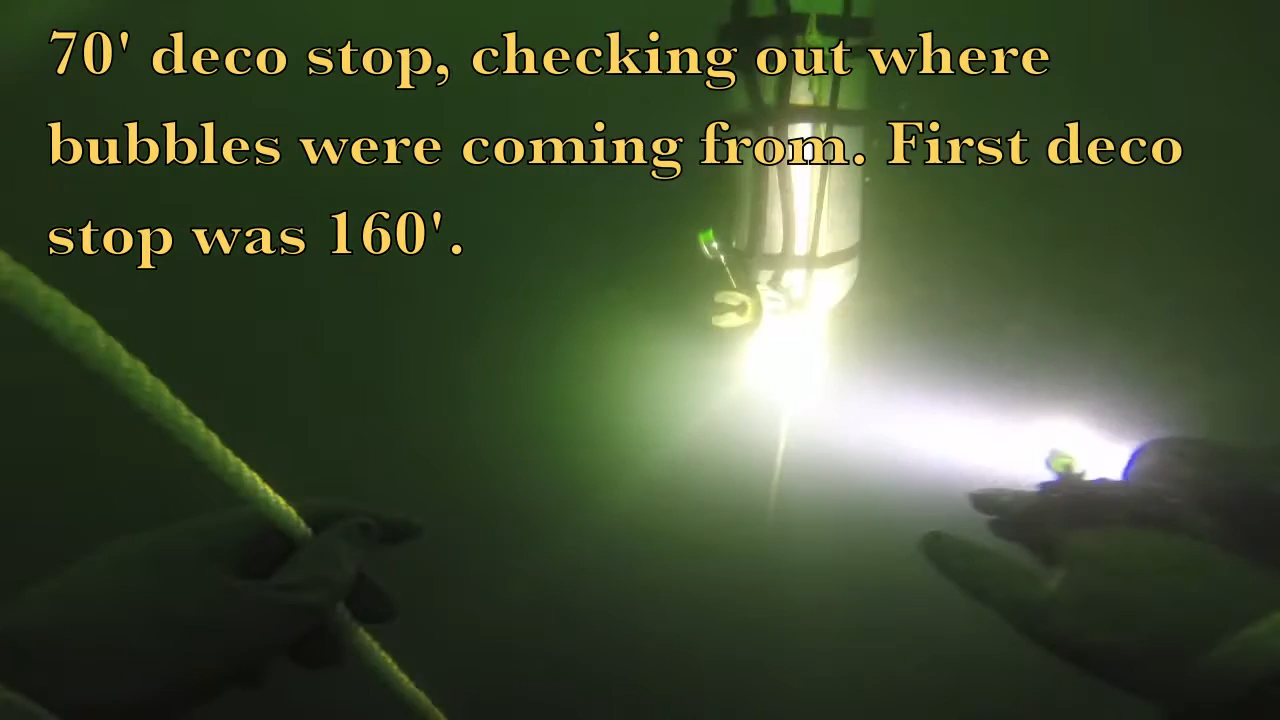 70' deco stop, checking out where
bubbles were coming from. First deco
stop was 160'.